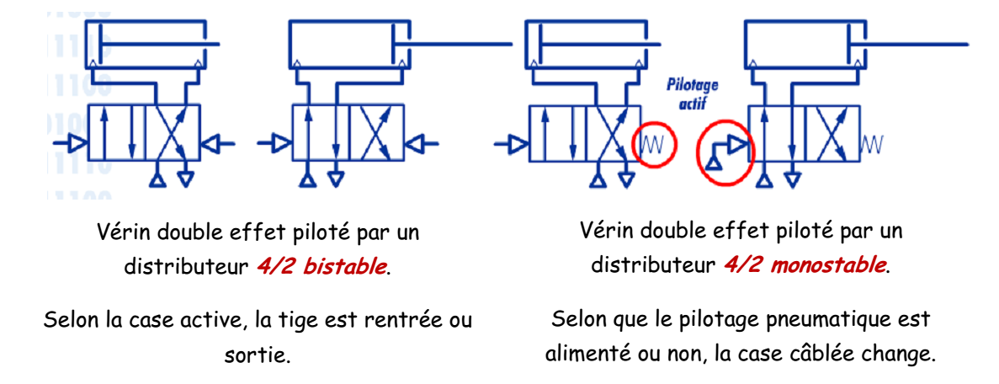 Pilotage
actif
Vérin double effet piloté par un
distributeur 4/2 bistable.
Selon la case active, la tige est rentrée ou
sortie.
Vérin double effet piloté par un
distributeur 4/2 monostable.
Selon que le pilotage pneumatique est
alimenté ou non, la case câblée change.